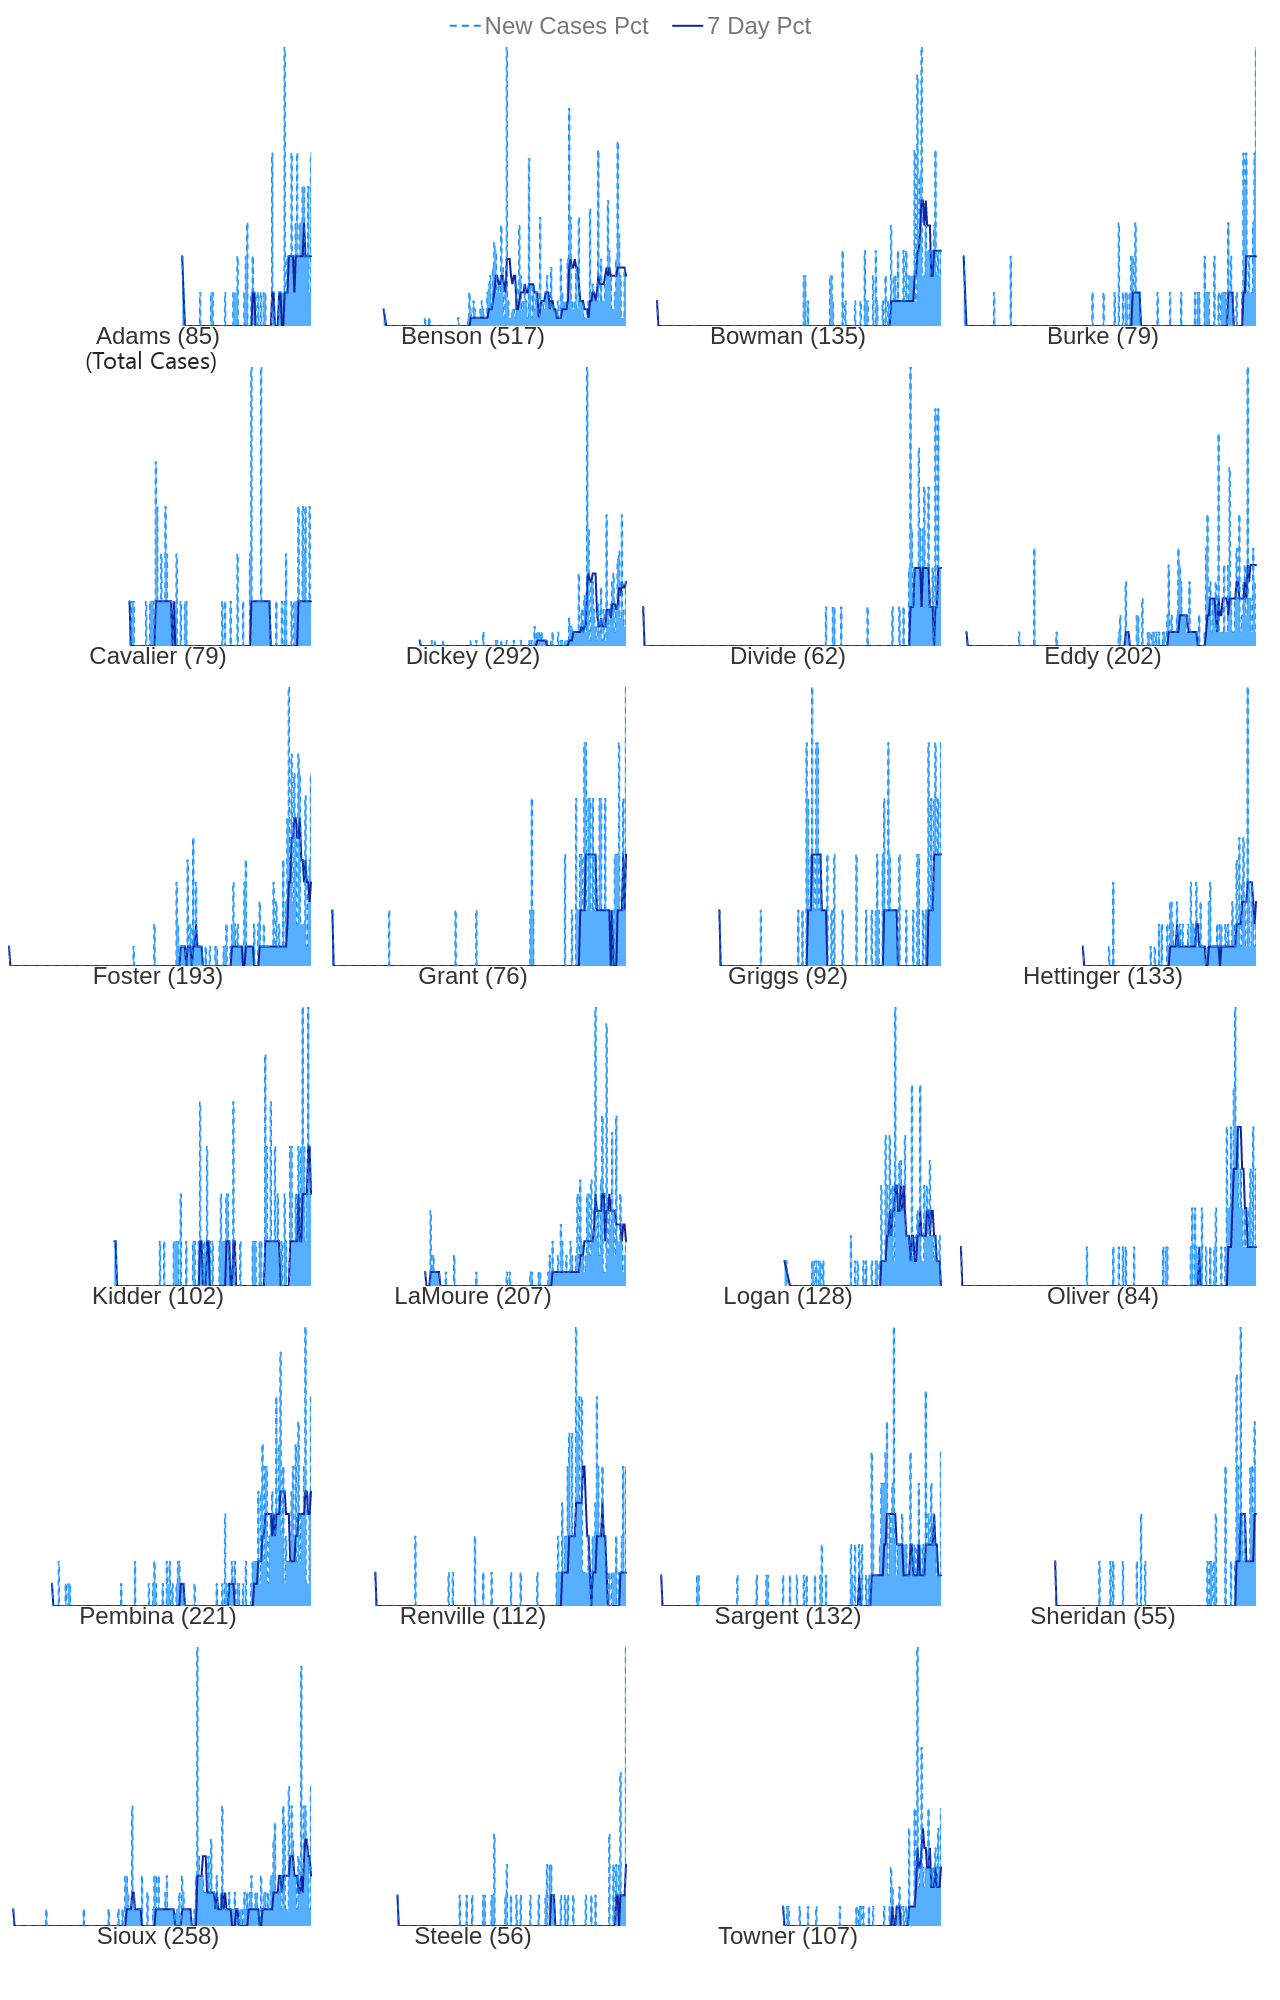 New Cases Pct 7 Day Pct
Adams (85) Benson (517) Bowman (135) Burke (79)
(Total Cases)
Cavalier (79) Dickey (292) Divide (62) Eddy (202)
Foster (193) Grant (76) Griggs (92) Hettinger (133)
Kidder (102) LaMoure (207) Logan (128) Oliver (84)
Pembina (221) Renville (112) Sargent (132) Sheridan (55)
Sioux (258) Steele (56) Towner (107)